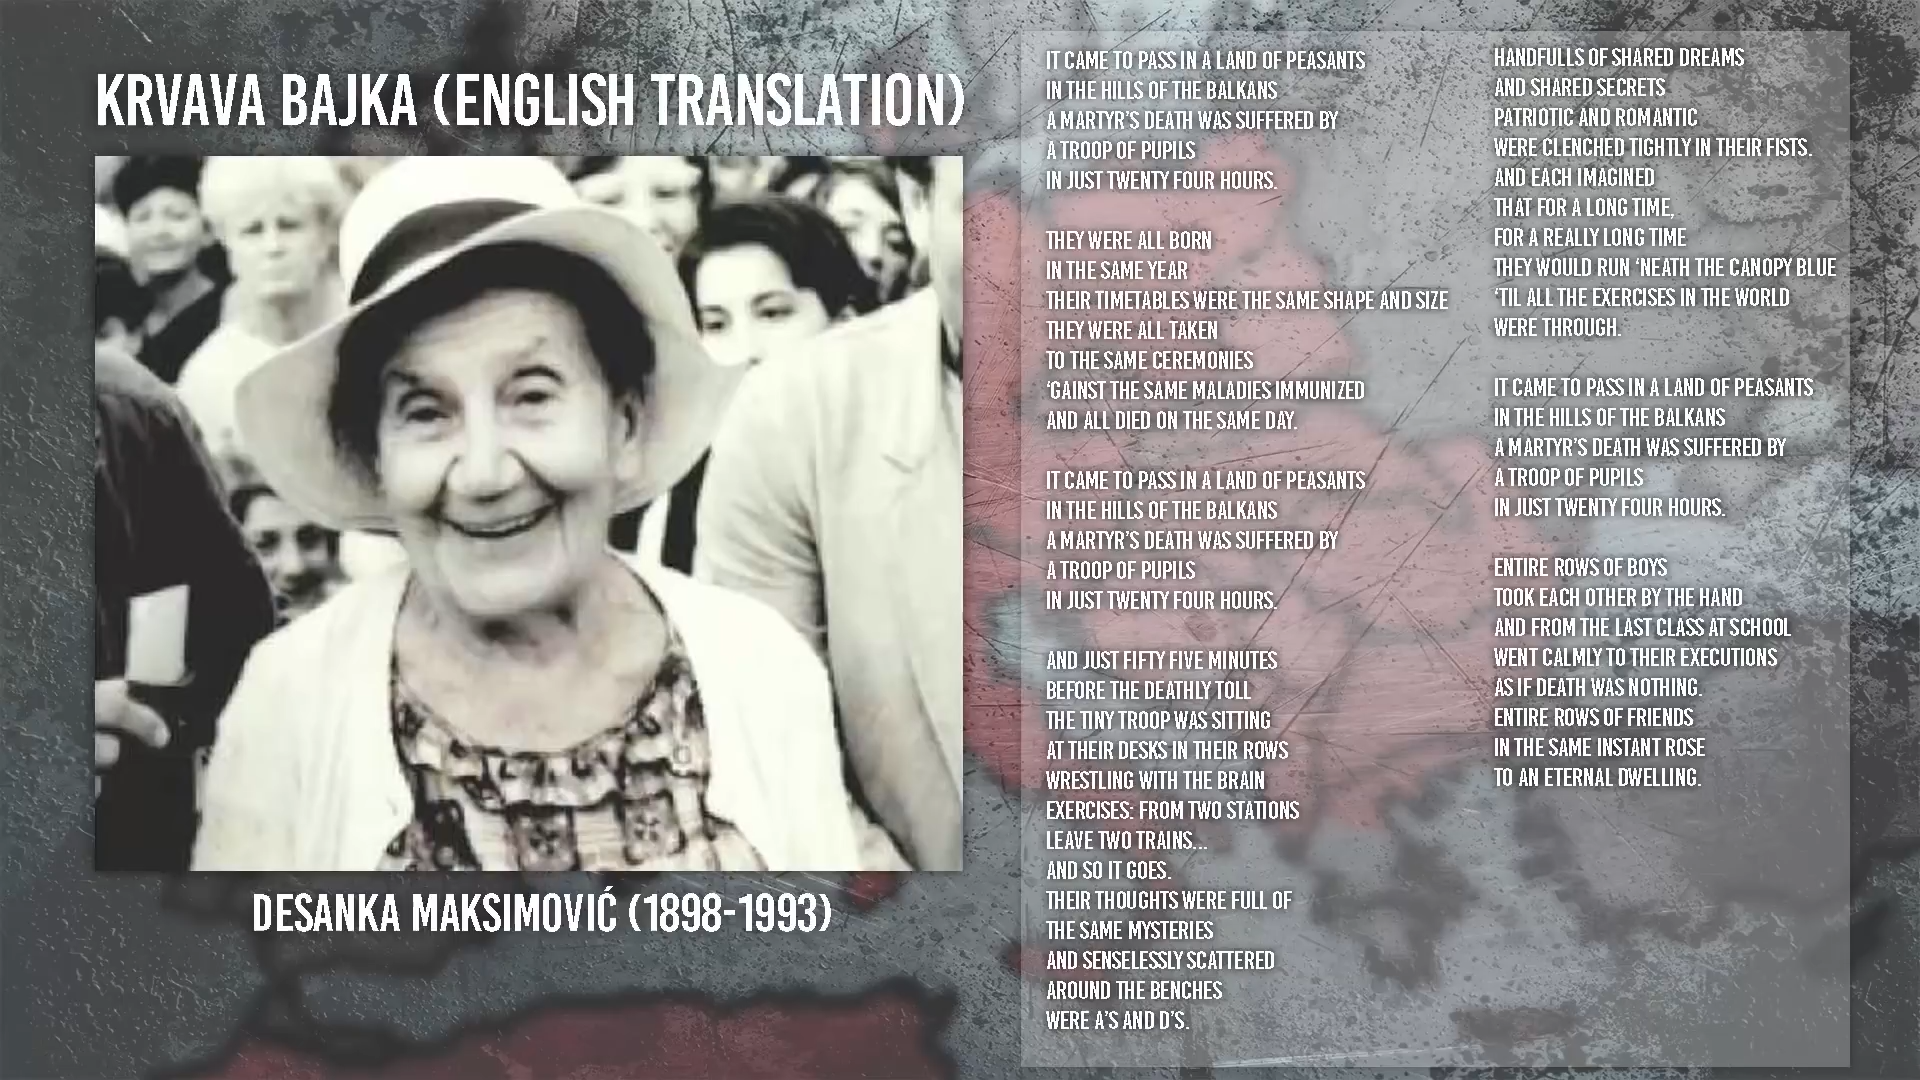 KRVAVA BAJKA (ENGLISH TRANSLATION)
DESANKA MAKSIMOVIĆ (1898-1993)
IT CAME TO PASS IN A LAND OF PEASANTS
IN THE HILLS OF THE BALKANS
A MARTYR'S DEATH WAS SUFFERED BY
A TROOP OF PUPILS
IN JUST TWENTY FOUR HOURS.
THEY WERE ALL BORN
IN THE SAME YEAR
THEIR TIMETABLES WERE THE SAME SHAPE AND SIZE
THEY WERE ALL TAKEN
TO THE SAME CEREMONIES
'GAINST THE SAME MALADIES IMMUNIZED
AND ALL DIED ON THE SAME DAY.
IT CAME TO PASS IN A LAND OF PEASANTS
IN THE HILLS OF THE BALKANS
A MARTYR'S DEATH WAS SUFFERED BY
A TROOP OF PUPILS
IN JUST TWENTY FOUR HOURS.
AND JUST FIFTY FIVE MINUTES
BEFORE THE DEATHLY TOLL
THE TINY TROOP WAS SITTING
AT THEIR DESKS IN THEIR ROWS
WRESTLING WITH THE BRAIN
EXERCISES: FROM TWO STATIONS
LEAVE TWO TRAINS...
AND SO IT GOES.
THEIR THOUGHTS WERE FULL OF
THE SAME MYSTERIES
AND SENSELESSLY SCATTERED
AROUND THE BENCHES
WERE A'S AND D'S.
HANDFULLS OF SHARED DREAMS
AND SHARED SECRETS
PATRIOTIC AND ROMANTIC
WERE CLENCHED TIGHTLY IN THEIR FISTS.
AND EACH IMAGINED
THAT FOR A LONG TIME,
FOR A REALLY LONG TIME
THEY WOULD RUN 'NEATH THE CANOPY BLUE
'TIL ALL THE EXERCISES IN THE WORLD
WERE THROUGH.
IT CAME TO PASS IN A LAND OF PEASANTS
IN THE HILLS OF THE BALKANS
A MARTYR'S DEATH WAS SUFFERED BY
A TROOP OF PUPILS
IN JUST TWENTY FOUR HOURS.
ENTIRE ROWS OF BOYS
TOOK EACH OTHER BY THE HAND
AND FROM THE LAST CLASS AT SCHOOL
WENT CALMLY TO THEIR EXECUTIONS
AS IF DEATH WAS NOTHING.
ENTIRE ROWS OF FRIENDS
IN THE SAME INSTANT ROSE
TO AN ETERNAL DWELLING.